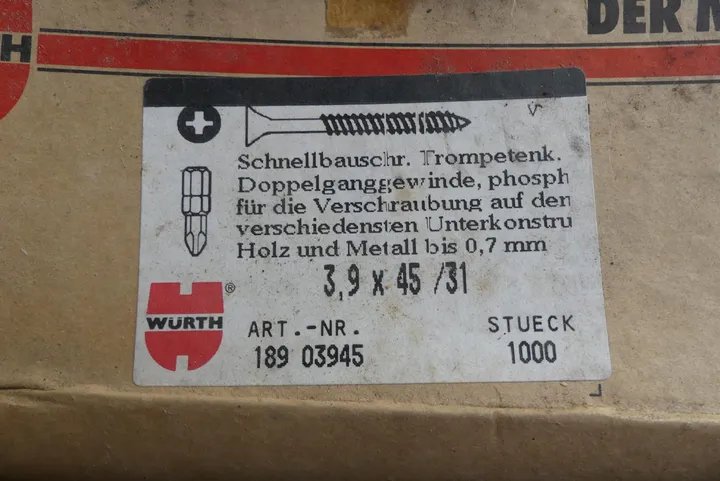 DER M
H
Schnellbauschr. Trompetenk.
Doppelganggewinde, phosph
für die Verschraubung auf den
verschiedensten Unterkonstru
Holz und Metall bis 0,7 mm
3,9 x 45 /31
WÜRTH ®
ART.-NR. STUECK
189 03945 1000